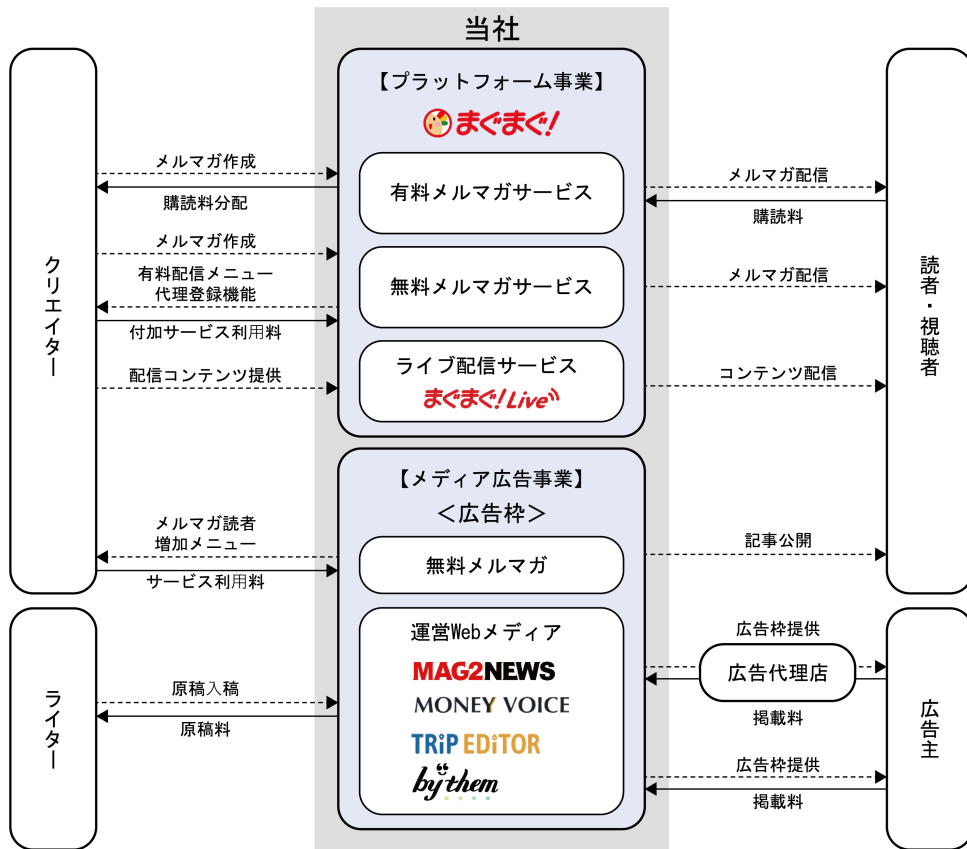 当社
【プラットフォーム事業】
まぐまぐ!
メルマガ作成
購読料分配
有料メルマガサービス
メルマガ配信
購読料
メルマガ作成
有料配信メニュー
代理登録機能
付加サービス利用料
無料メルマガサービス
メルマガ配信
配信コンテンツ提供
ライブ配信サービス
まぐまぐ!Live
コンテンツ配信
クリエイター
読者・視聴者
【メディア広告事業】
<広告枠>
メルマガ読者
増加メニュー
サービス利用料
無料メルマガ
記事公開
運営Webメディア
MAG2NEWS
MONEY VOICE
TRiP EDiTOR
by them
原稿入稿
原稿料
ライター
広告枠提供
広告代理店
掲載料
広告枠提供
掲載料
広告主